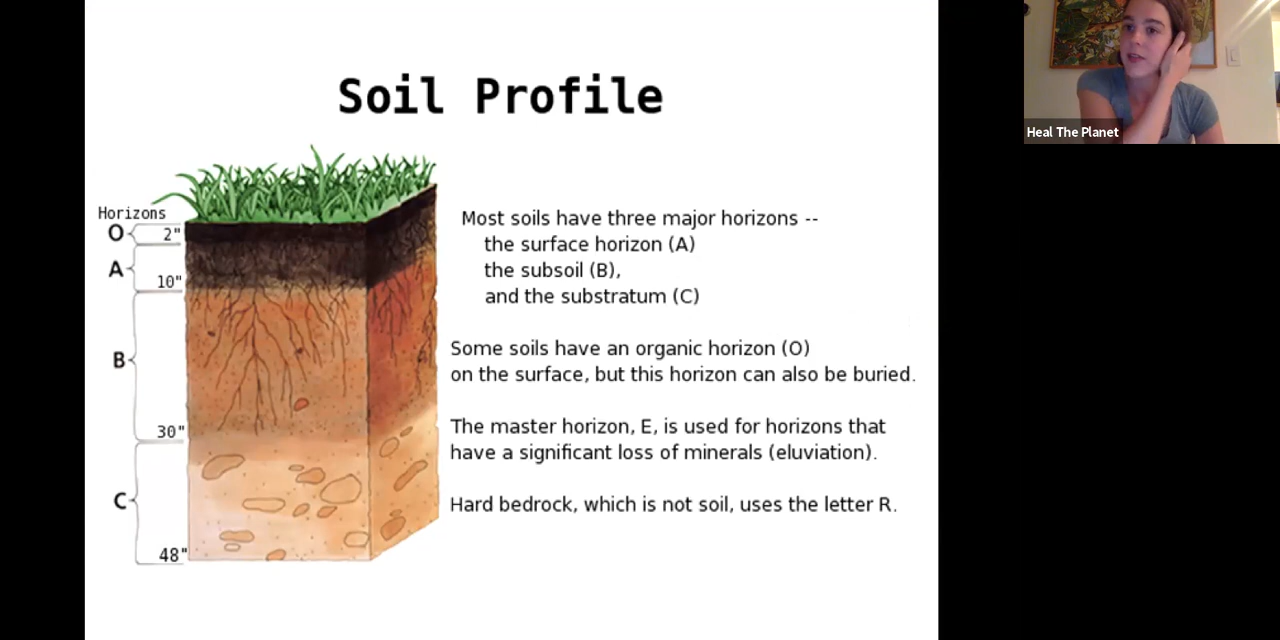 Soil Profile
Horizons
O
2"
A
10"
B
30"
C
48"
Most soils have three major horizons --
the surface horizon (A)
the subsoil (B),
and the substratum (C)
Some soils have an organic horizon (O)
on the surface, but this horizon can also be buried.
The master horizon, E, is used for horizons that
have a significant loss of minerals (eluviation).
Hard bedrock, which is not soil, uses the letter R.
Heal The Planet